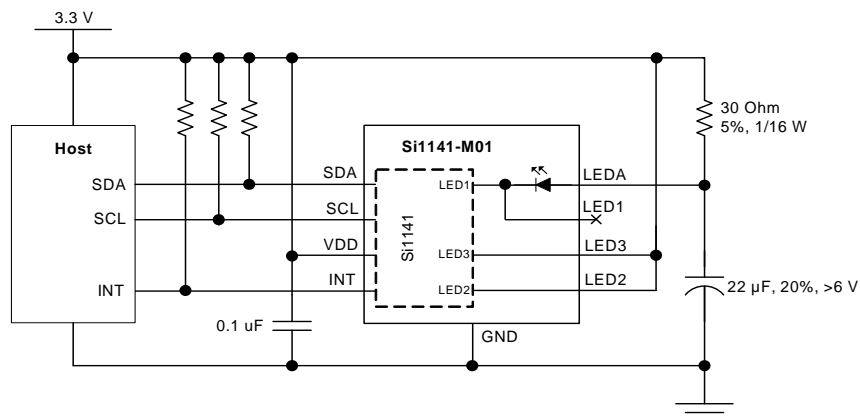 3.3 V
30 Ohm
5%, 1/16 W
Host
Si1141-M01
SDA
SDA
LED1
LEDA
SCL
SCL
LED1
Si1141
VDD
LED3
LED3
INT
INT
LED2
LED2
22 µF, 20%, >6 V
0.1 uF
GND